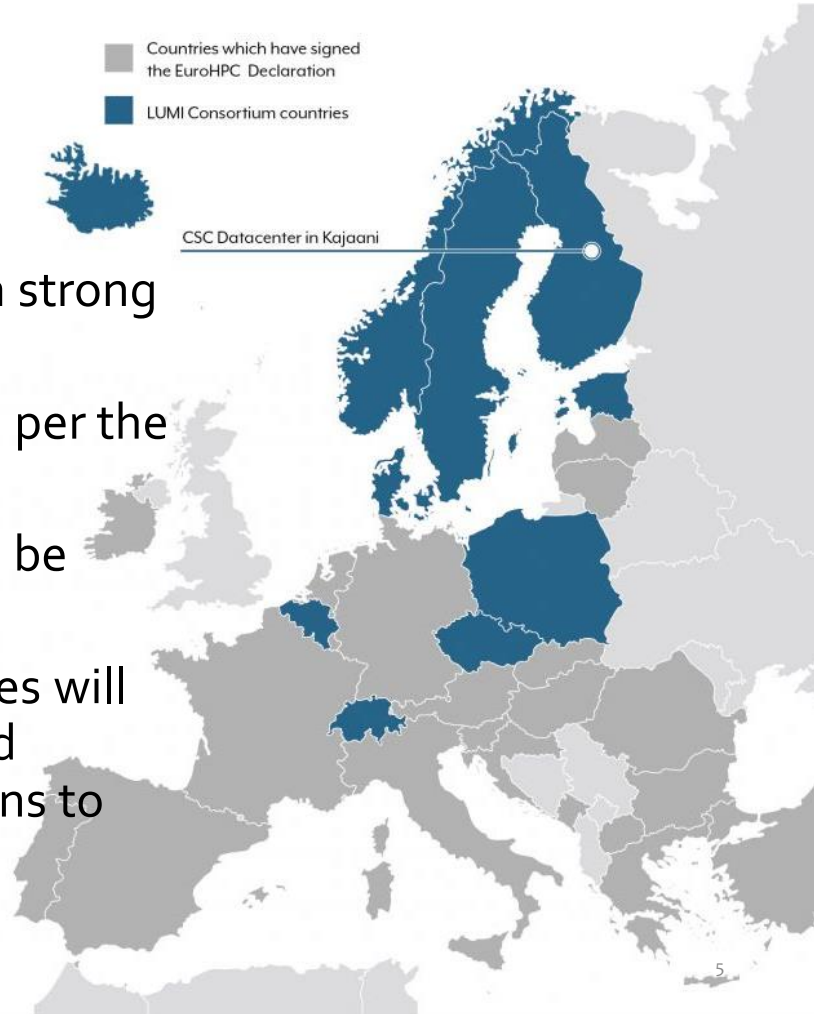 Countries which have signed
the EuroHPC Declaration
LUMI Consortium countries
CSC Datacenter in Kajaani
strong
per the
be
es will
ns to
5